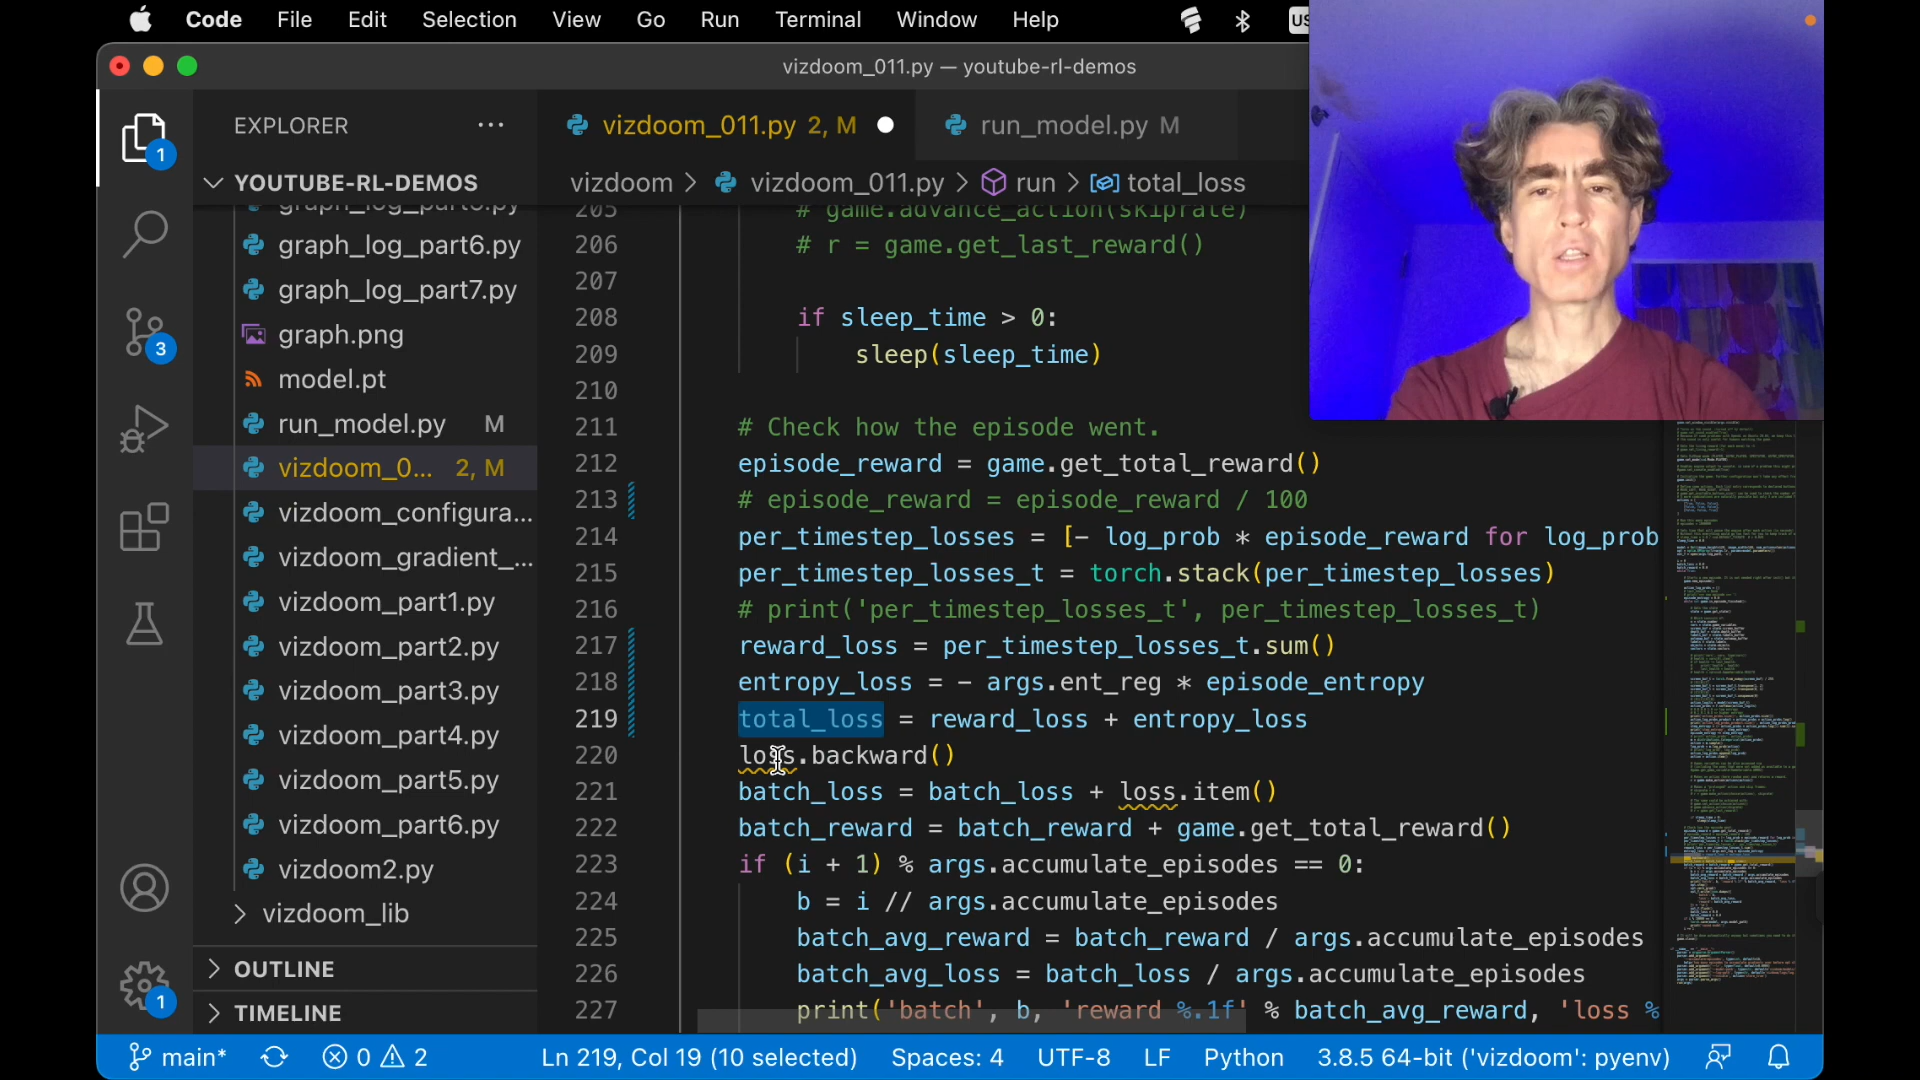 Code File Edit Selection View Go Run Terminal Window Help US
vizdoom_011.py — youtube-rl-demos
EXPLORER ···
vizdoom_011.py 2, M
run_model.py M
vizdoom > vizdoom_011.py > run > total_loss
YOUTUBE-RL-DEMOS
graph_log_part6.py
graph_log_part7.py
graph.png
model.pt
run_model.py M
vizdoom_0... 2, M
vizdoom_configura...
vizdoom_gradient_...
vizdoom_part1.py
vizdoom_part2.py
vizdoom_part3.py
vizdoom_part4.py
vizdoom_part5.py
vizdoom_part6.py
vizdoom2.py
vizdoom_lib
OUTLINE
TIMELINE
1
3
1
205 # game.advance_action(skiprate)
206 # r = game.get_last_reward()
207
208 if sleep_time > 0:
209 sleep(sleep_time)
210
211 # Check how the episode went.
212 episode_reward = game.get_total_reward()
213 # episode_reward = episode_reward / 100
214 per_timestep_losses = [- log_prob * episode_reward for log_prob
215 per_timestep_losses_t = torch.stack(per_timestep_losses)
216 # print('per_timestep_losses_t', per_timestep_losses_t)
217 reward_loss = per_timestep_losses_t.sum()
218 entropy_loss = - args.ent_reg * episode_entropy
219 total_loss = reward_loss + entropy_loss
220 loss.backward()
221 batch_loss = batch_loss + loss.item()
222 batch_reward = batch_reward + game.get_total_reward()
223 if (i + 1) % args.accumulate_episodes == 0:
224 b = i // args.accumulate_episodes
225 batch_avg_reward = batch_reward / args.accumulate_episodes
226 batch_avg_loss = batch_loss / args.accumulate_episodes
227 print('batch', b, 'reward %.1f' % batch_avg_reward, 'loss %
main* 0 2 Ln 219, Col 19 (10 selected) Spaces: 4 UTF-8 LF Python 3.8.5 64-bit ('vizdoom': pyenv)